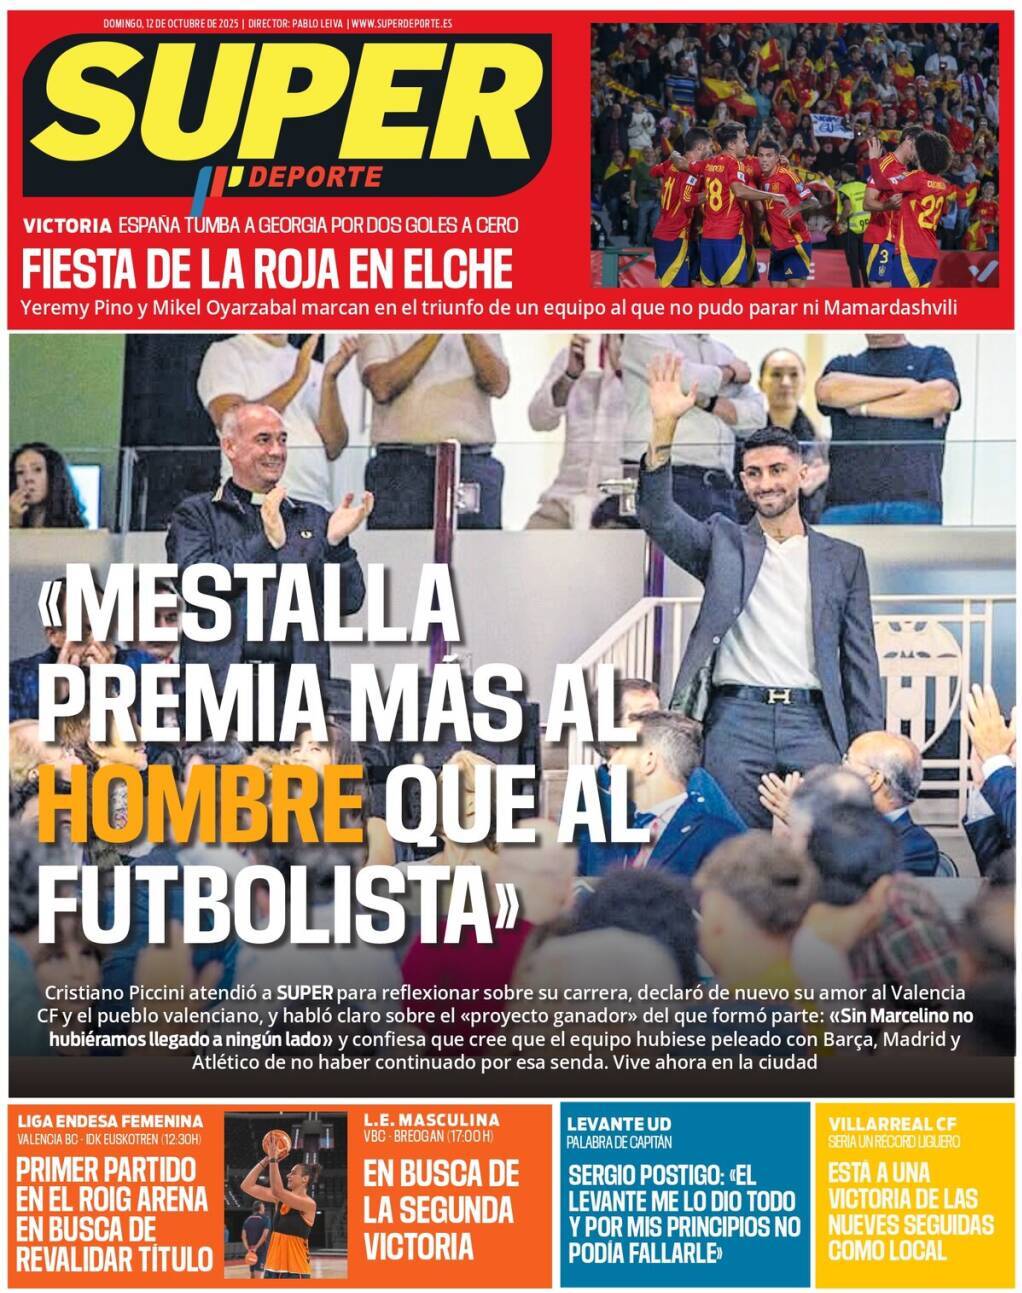 DOMINGO, 12 DE OCTUBRE DE 2025 | DIRECTOR: PABLO LEIVA | WWW.SUPERDEPORTE.ES
SUPER
DEPORTE
VICTORIA ESPAÑA TUMBA A GEORGIA POR DOS GOLES A CERO
FIESTA DE LA ROJA EN ELCHE
Yeremy Pino y Mikel Oyarzabal marcan en el triunfo de un equipo al que no pudo parar ni Mamardashvili
«MESTALLA
PREMIA MÁS AL
HOMBRE QUE AL
FUTBOLISTA»
Cristiano Piccini atendió a SUPER para reflexionar sobre su carrera, declaró de nuevo su amor al Valencia
CF y el pueblo valenciano, y habló claro sobre el «proyecto ganador» del que formó parte: «Sin Marcelino no
hubiéramos llegado a ningún lado» y confiesa que cree que el equipo hubiese peleado con Barça, Madrid y
Atlético de no haber continuado por esa senda. Vive ahora en la ciudad
LIGA ENDESA FEMENINA
VALENCIA BC - IDK EUSKOTREN (12:30H)
PRIMER PARTIDO
EN EL ROIG ARENA
EN BUSCA DE
REVALIDAR TÍTULO
L.E. MASCULINA
VBC - BREOGAN (17:00 H)
EN BUSCA DE
LA SEGUNDA
VICTORIA
LEVANTE UD
PALABRA DE CAPITÁN
SERGIO POSTIGO: «EL
LEVANTE ME LO DIO TODO
Y POR MIS PRINCIPIOS NO
PODÍA FALLARLE»
VILLARREAL CF
SERÍA UN RÉCORD LIGUERO
ESTÁ A UNA
VICTORIA DE LAS
NUEVE SEGUIDAS
COMO LOCAL